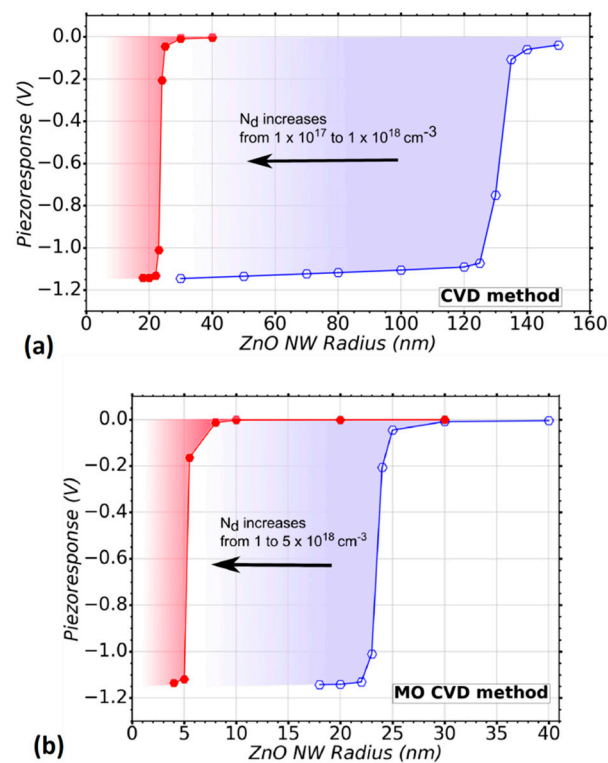 (a)
Piezoresponse (V)
0.0
−0.2
−0.4
−0.6
−0.8
−1.0
−1.2
N_d increases
from 1 x 10^17 to 1 x 10^18 cm^-3
CVD method
0 20 40 60 80 100 120 140 160
ZnO NW Radius (nm)
(b)
Piezoresponse (V)
0.0
−0.2
−0.4
−0.6
−0.8
−1.0
−1.2
N_d increases
from 1 to 5 x 10^18 cm^-3
MO CVD method
0 5 10 15 20 25 30 35 40
ZnO NW Radius (nm)